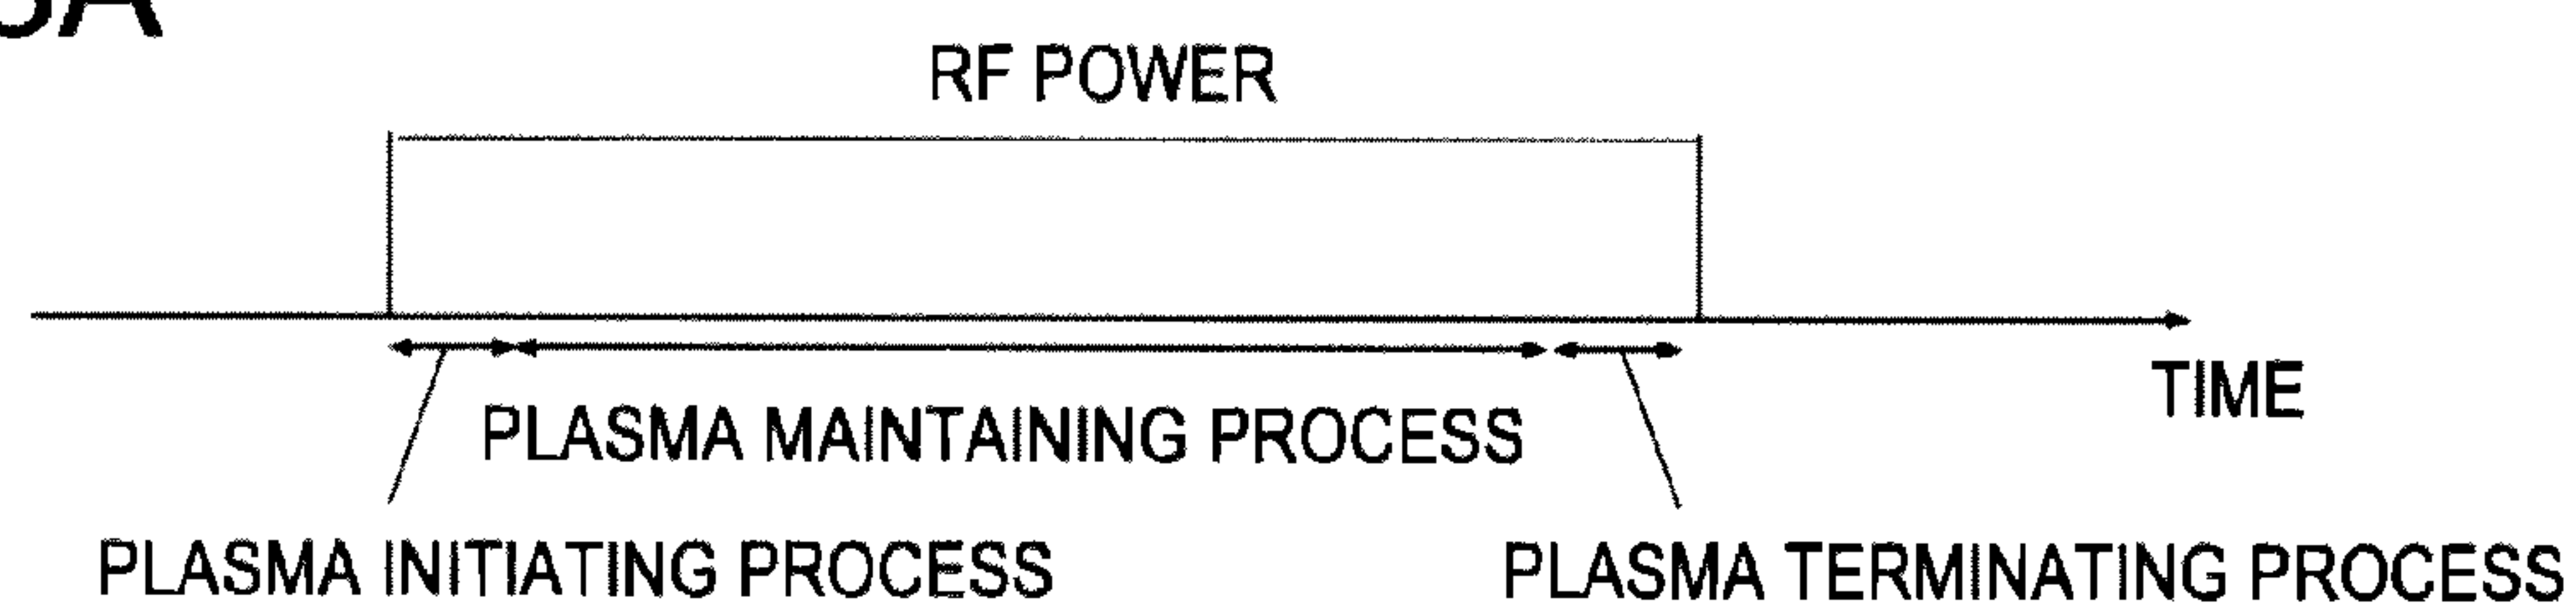 RF POWER
TIME
PLASMA MAINTAINING PROCESS
PLASMA INITIATING PROCESS
PLASMA TERMINATING PROCESS